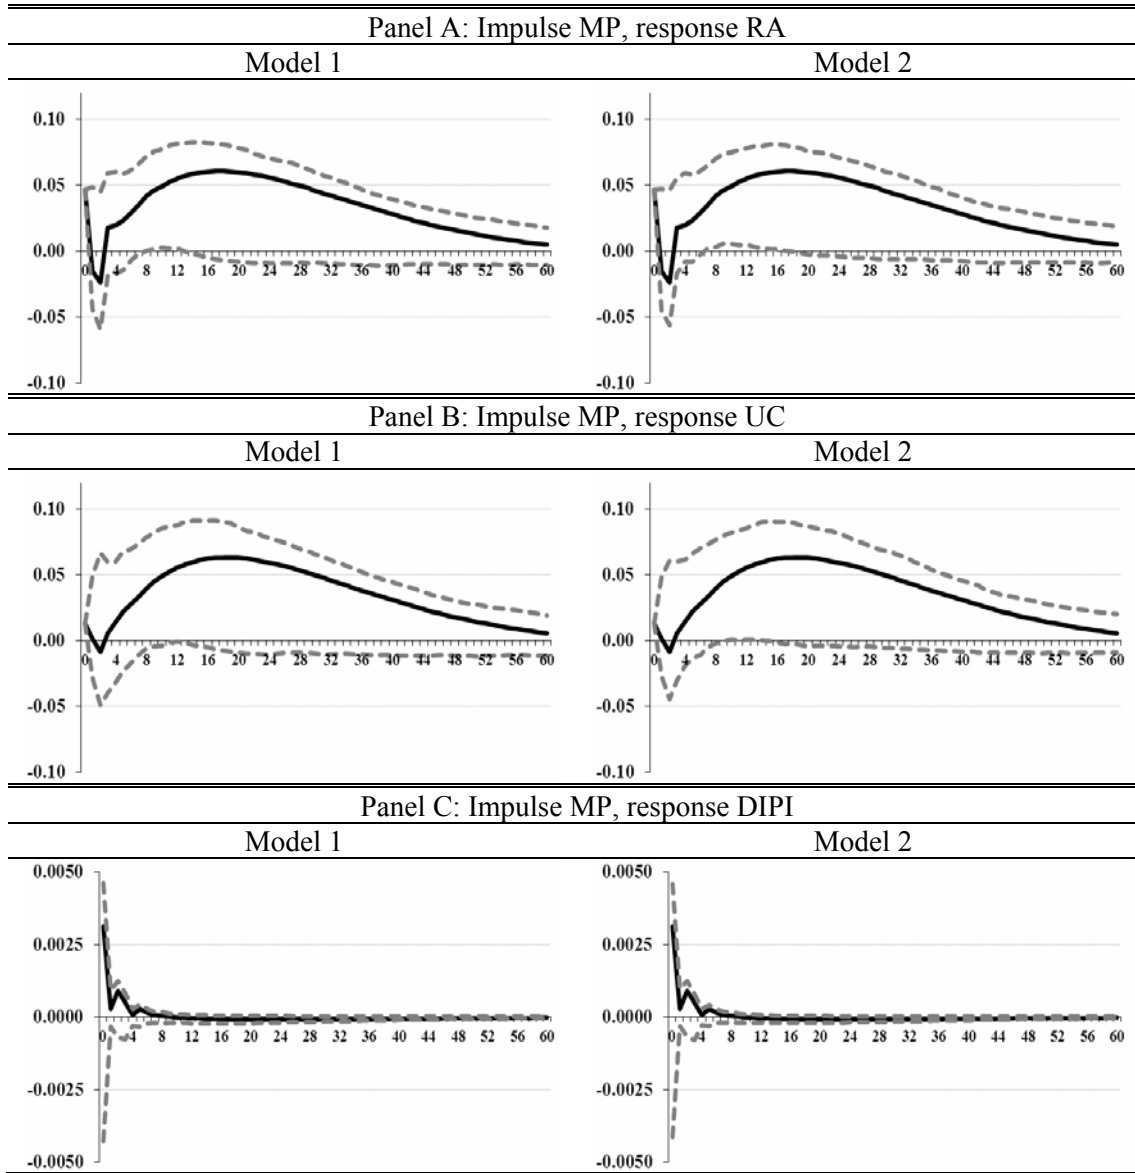 Panel A: Impulse MP, response RA
Model 1 Model 2
0.10 0.10
0.05 0.05
0.00 0.00
0 4 8 12 16 20 24 28 32 36 40 44 48 52 56 60 0 4 8 12 16 20 24 28 32 36 40 44 48 52 56 60
-0.05 -0.05
-0.10 -0.10
Panel B: Impulse MP, response UC
Model 1 Model 2
0.10 0.10
0.05 0.05
0.00 0.00
0 4 8 12 16 20 24 28 32 36 40 44 48 52 56 60 0 4 8 12 16 20 24 28 32 36 40 44 48 52 56 60
-0.05 -0.05
-0.10 -0.10
Panel C: Impulse MP, response DIPI
Model 1 Model 2
0.0050 0.0050
0.0025 0.0025
0.0000 0.0000
0 4 8 12 16 20 24 28 32 36 40 44 48 52 56 60 0 4 8 12 16 20 24 28 32 36 40 44 48 52 56 60
-0.0025 -0.0025
-0.0050 -0.0050